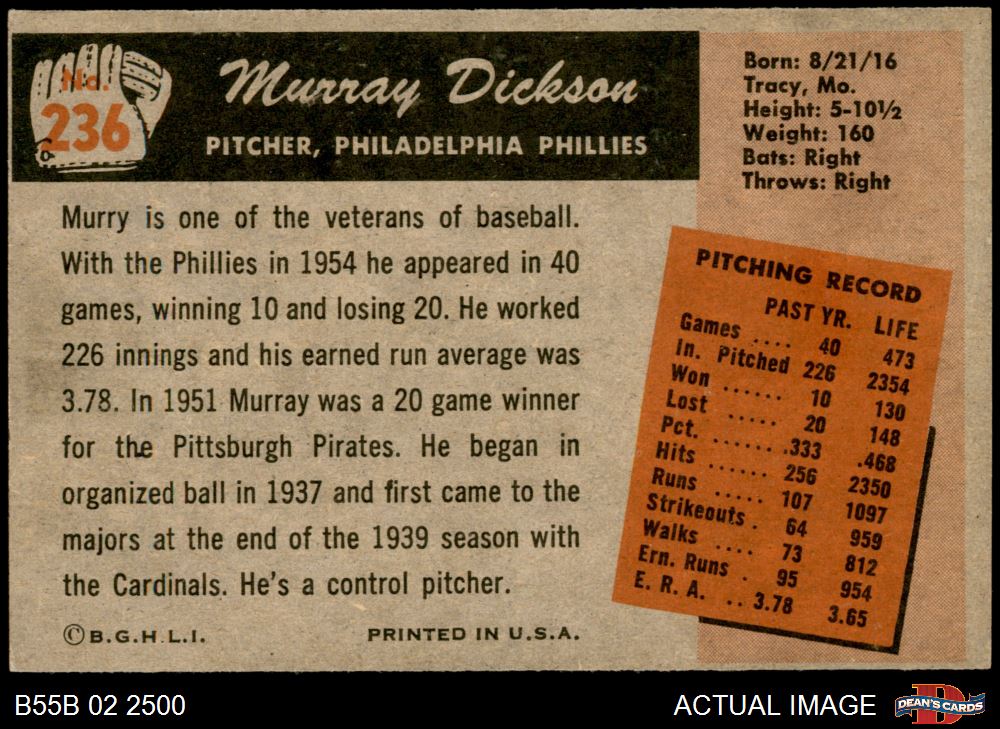 No.
236
Murray Dickson
PITCHER, PHILADELPHIA PHILLIES
Born: 8/21/16
Tracy, Mo.
Height: 5-10½
Weight: 160
Bats: Right
Throws: Right
Murry is one of the veterans of baseball.
With the Phillies in 1954 he appeared in 40
games, winning 10 and losing 20. He worked
226 innings and his earned run average was
3.78. In 1951 Murray was a 20 game winner
for the Pittsburgh Pirates. He began in
organized ball in 1937 and first came to the
majors at the end of the 1939 season with
the Cardinals. He's a control pitcher.
PITCHING RECORD
PAST YR. LIFE
Games .... 40 473
In. Pitched 226 2354
Won ...... 10 130
Lost ..... 20 148
Pct. ...... .333 .468
Hits ...... 256 2350
Runs ..... 107 1097
Strikeouts . 64 959
Walks .... 73 812
Ern. Runs . 95 954
E. R. A. .. 3.78 3.65
©B.G.H.L.I.
PRINTED IN U.S.A.
B55B 02 2500
ACTUAL IMAGE
D
DEAN'S CARDS